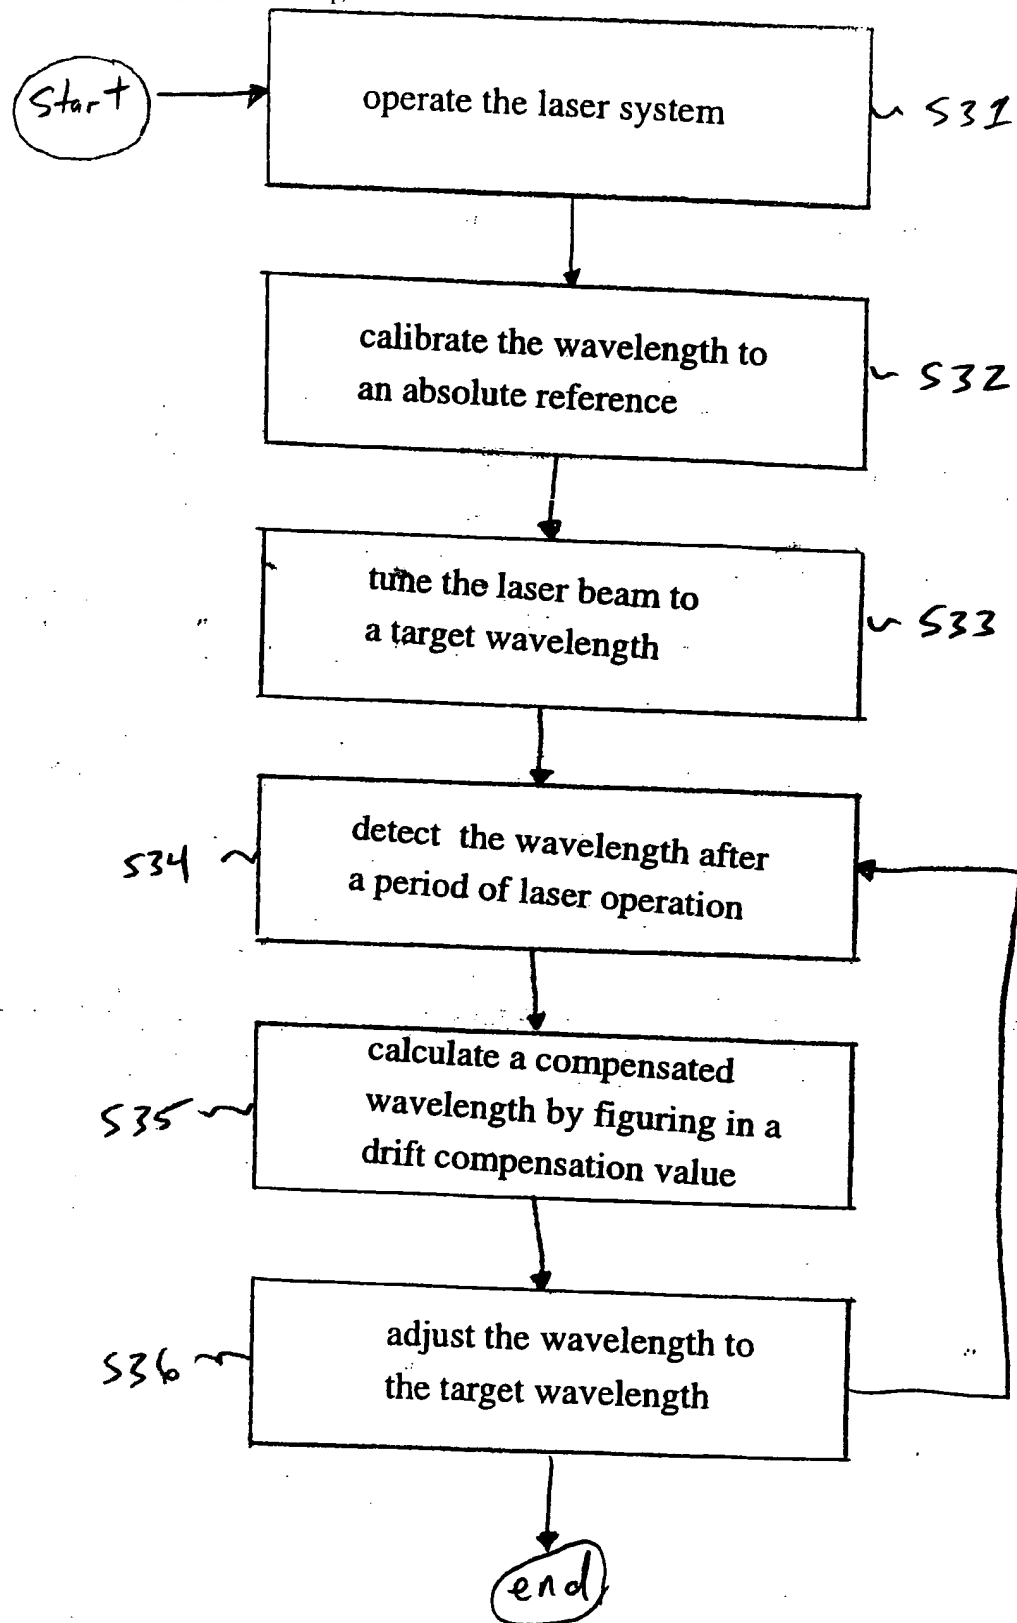 start
operate the laser system
S31
calibrate the wavelength to
an absolute reference
S32
tune the laser beam to
a target wavelength
S33
detect the wavelength after
a period of laser operation
S34
calculate a compensated
wavelength by figuring in a
drift compensation value
S35
adjust the wavelength to
the target wavelength
S36
end